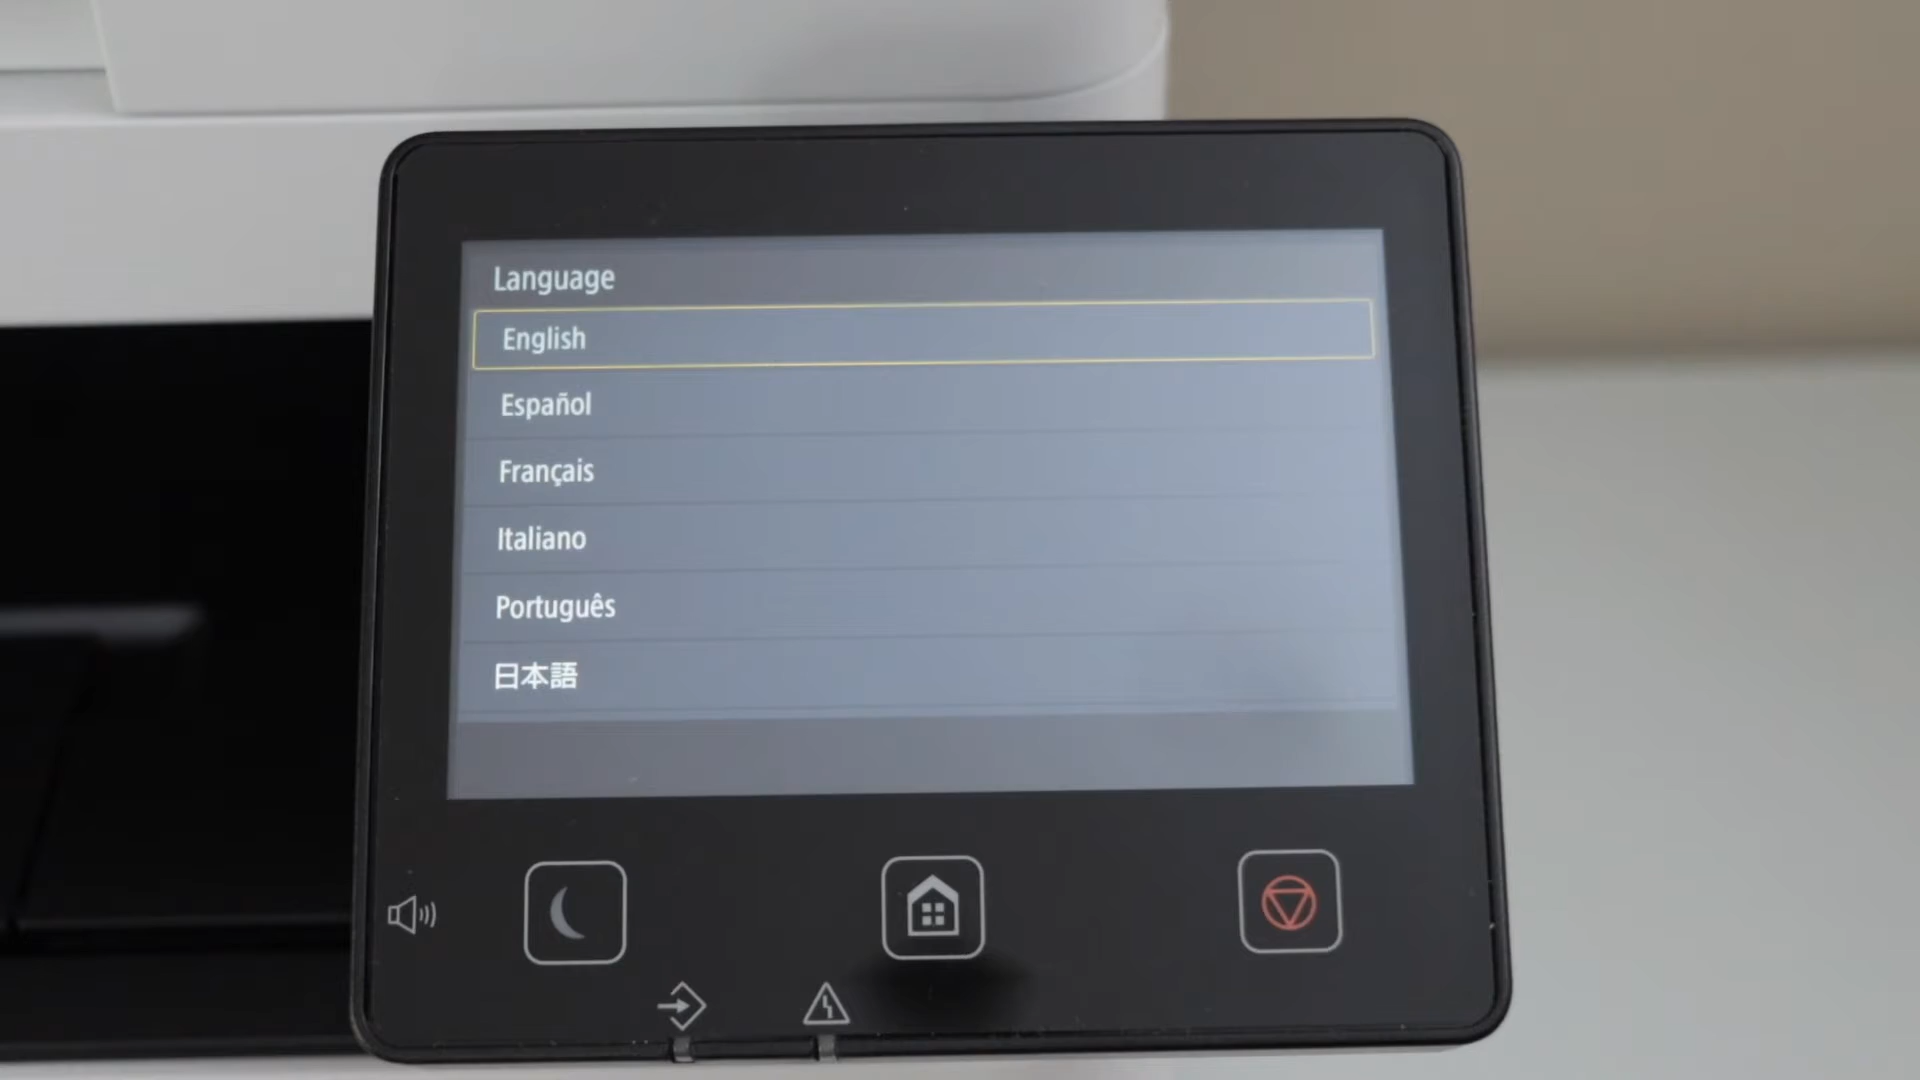 Language
English
Español
Français
Italiano
Português
日本語